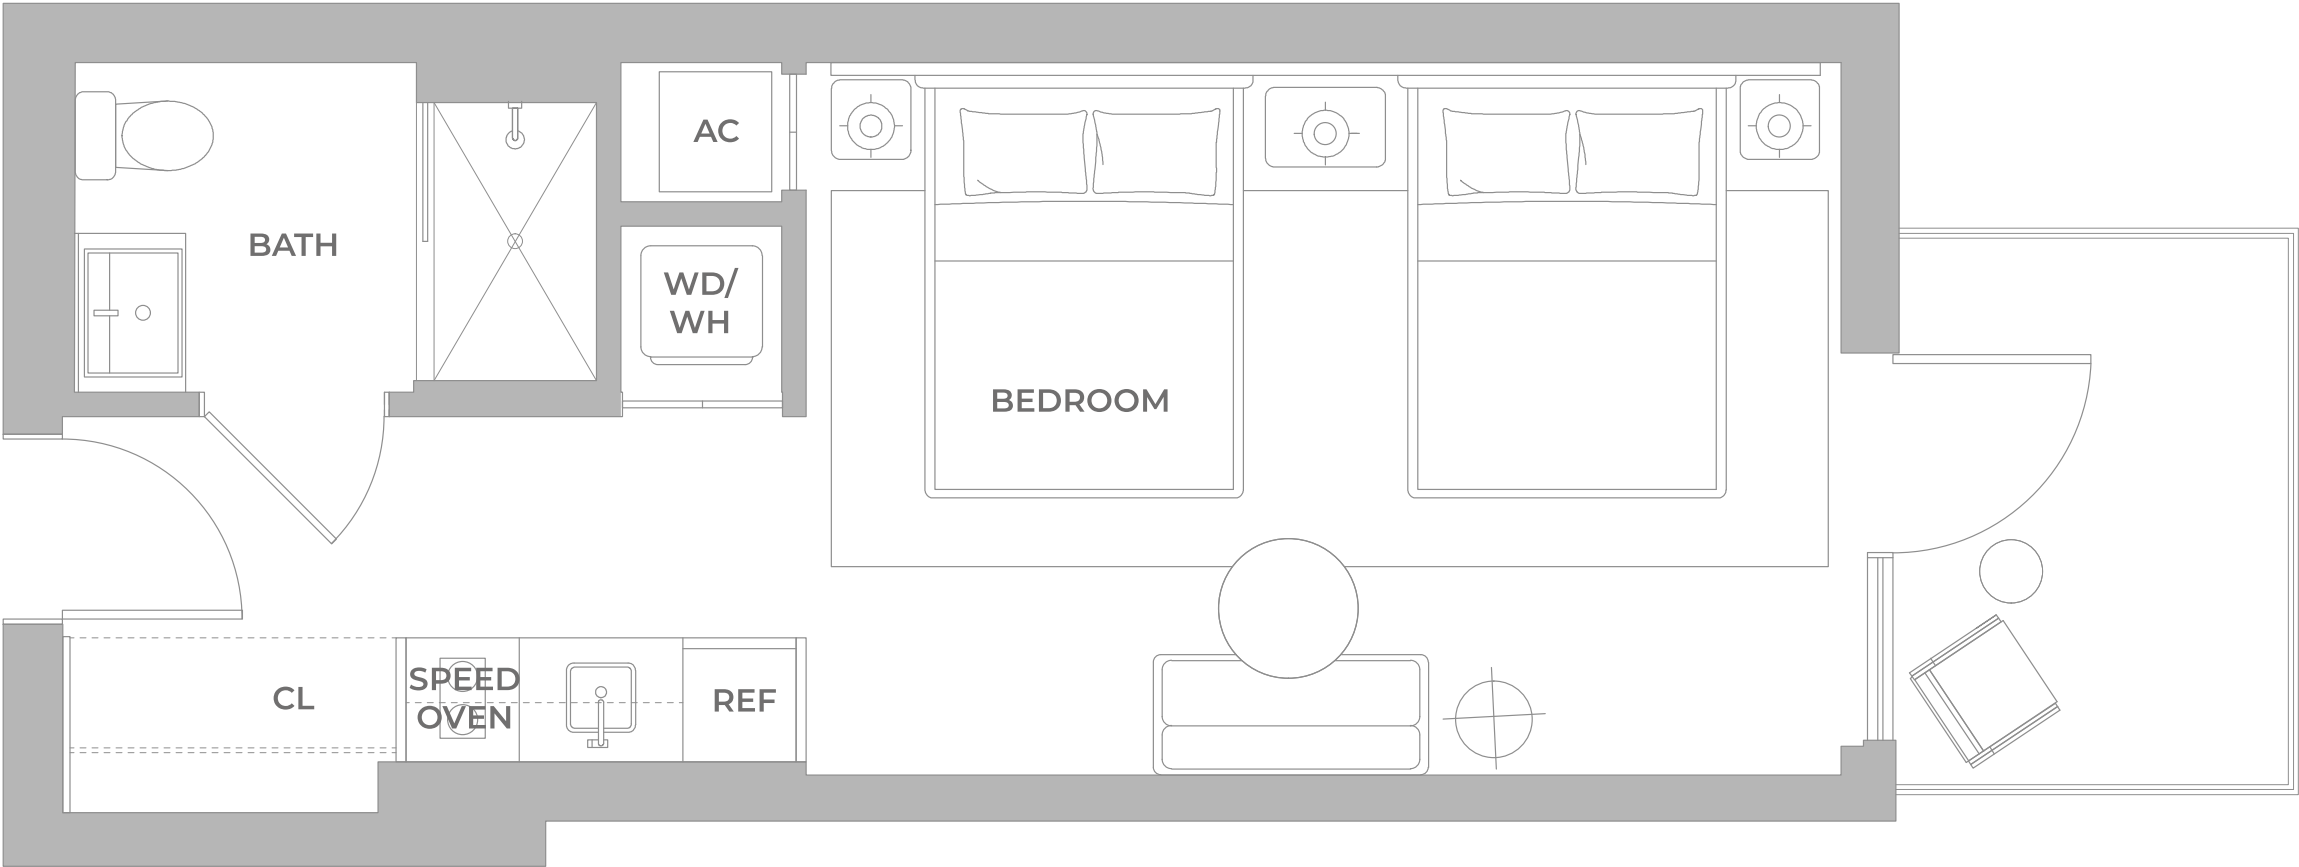 AC
BATH
WD/
WH
BEDROOM
CL
SPEED
OVEN
REF